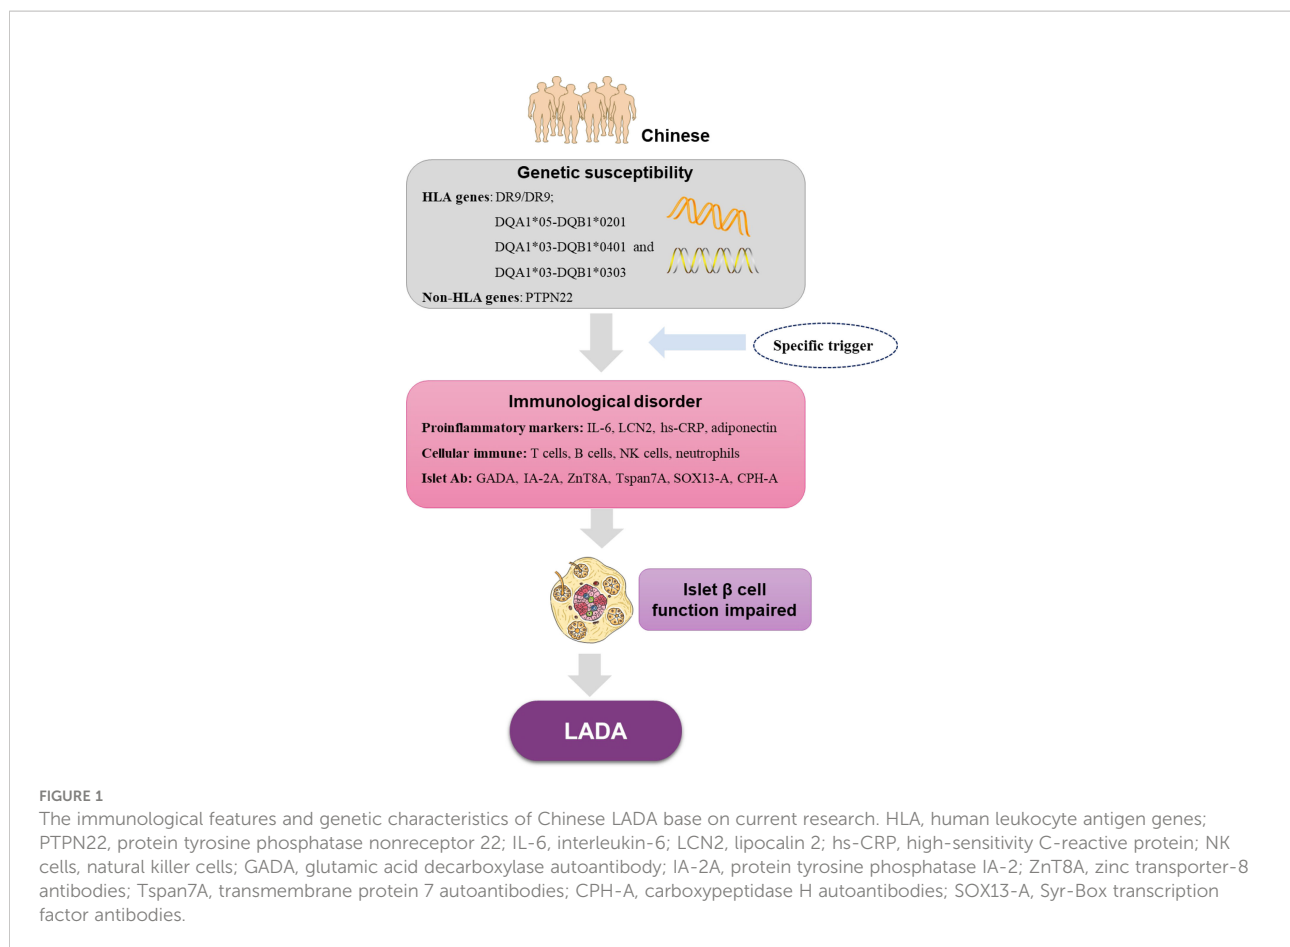 Chinese
Genetic susceptibility
HLA genes: DR9/DR9;
DQA1*05-DQB1*0201
DQA1*03-DQB1*0401 and
DQA1*03-DQB1*0303
Non-HLA genes: PTPN22
Specific trigger
Immunological disorder
Proinflammatory markers: IL-6, LCN2, hs-CRP, adiponectin
Cellular immune: T cells, B cells, NK cells, neutrophils
Islet Ab: GADA, IA-2A, ZnT8A, Tspan7A, SOX13-A, CPH-A
Islet β cell
function impaired
LADA
FIGURE 1
The immunological features and genetic characteristics of Chinese LADA base on current research. HLA, human leukocyte antigen genes;
PTPN22, protein tyrosine phosphatase nonreceptor 22; IL-6, interleukin-6; LCN2, lipocalin 2; hs-CRP, high-sensitivity C-reactive protein; NK
cells, natural killer cells; GADA, glutamic acid decarboxylase autoantibody; IA-2A, protein tyrosine phosphatase IA-2; ZnT8A, zinc transporter-8
antibodies; Tspan7A, transmembrane protein 7 autoantibodies; CPH-A, carboxypeptidase H autoantibodies; SOX13-A, Syr-Box transcription
factor antibodies.